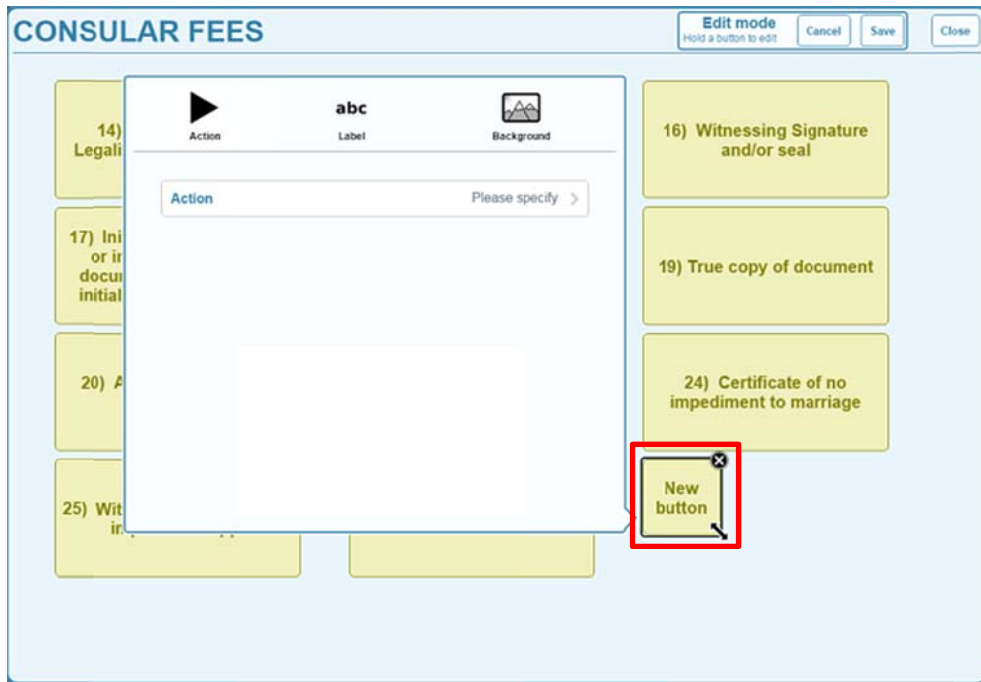 CONSULAR FEES
Edit mode
Hold a button to edit
Cancel
Save
Close
14)
Legali
Action
abc
Label
Background
16) Witnessing Signature
and/or seal
Action
Please specify
17) Ini
or in
docu
initial
19) True copy of document
20) A
24) Certificate of no
impediment to marriage
25) Wit
New
button